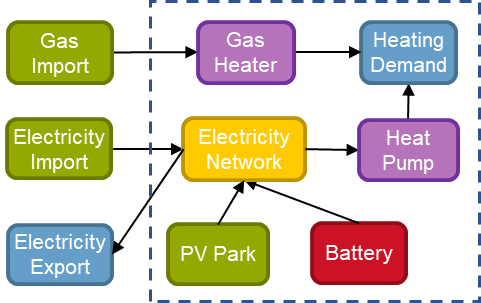 Gas
Import
Gas
Heater
Heating
Demand
Electricity
Import
Electricity
Network
Heat
Pump
Electricity
Export
PV Park
Battery